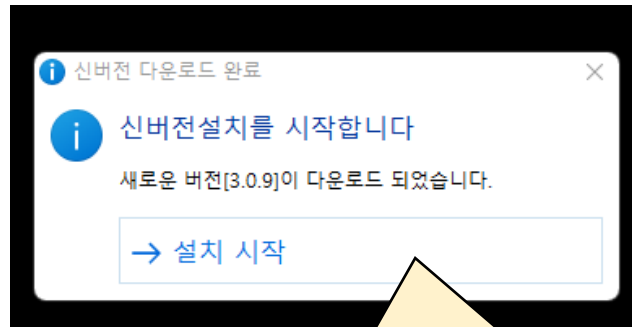 신버전 다운로드 완료
신버전설치를 시작합니다
새로운 버전[3.0.9]이 다운로드 되었습니다.
→ 설치 시작